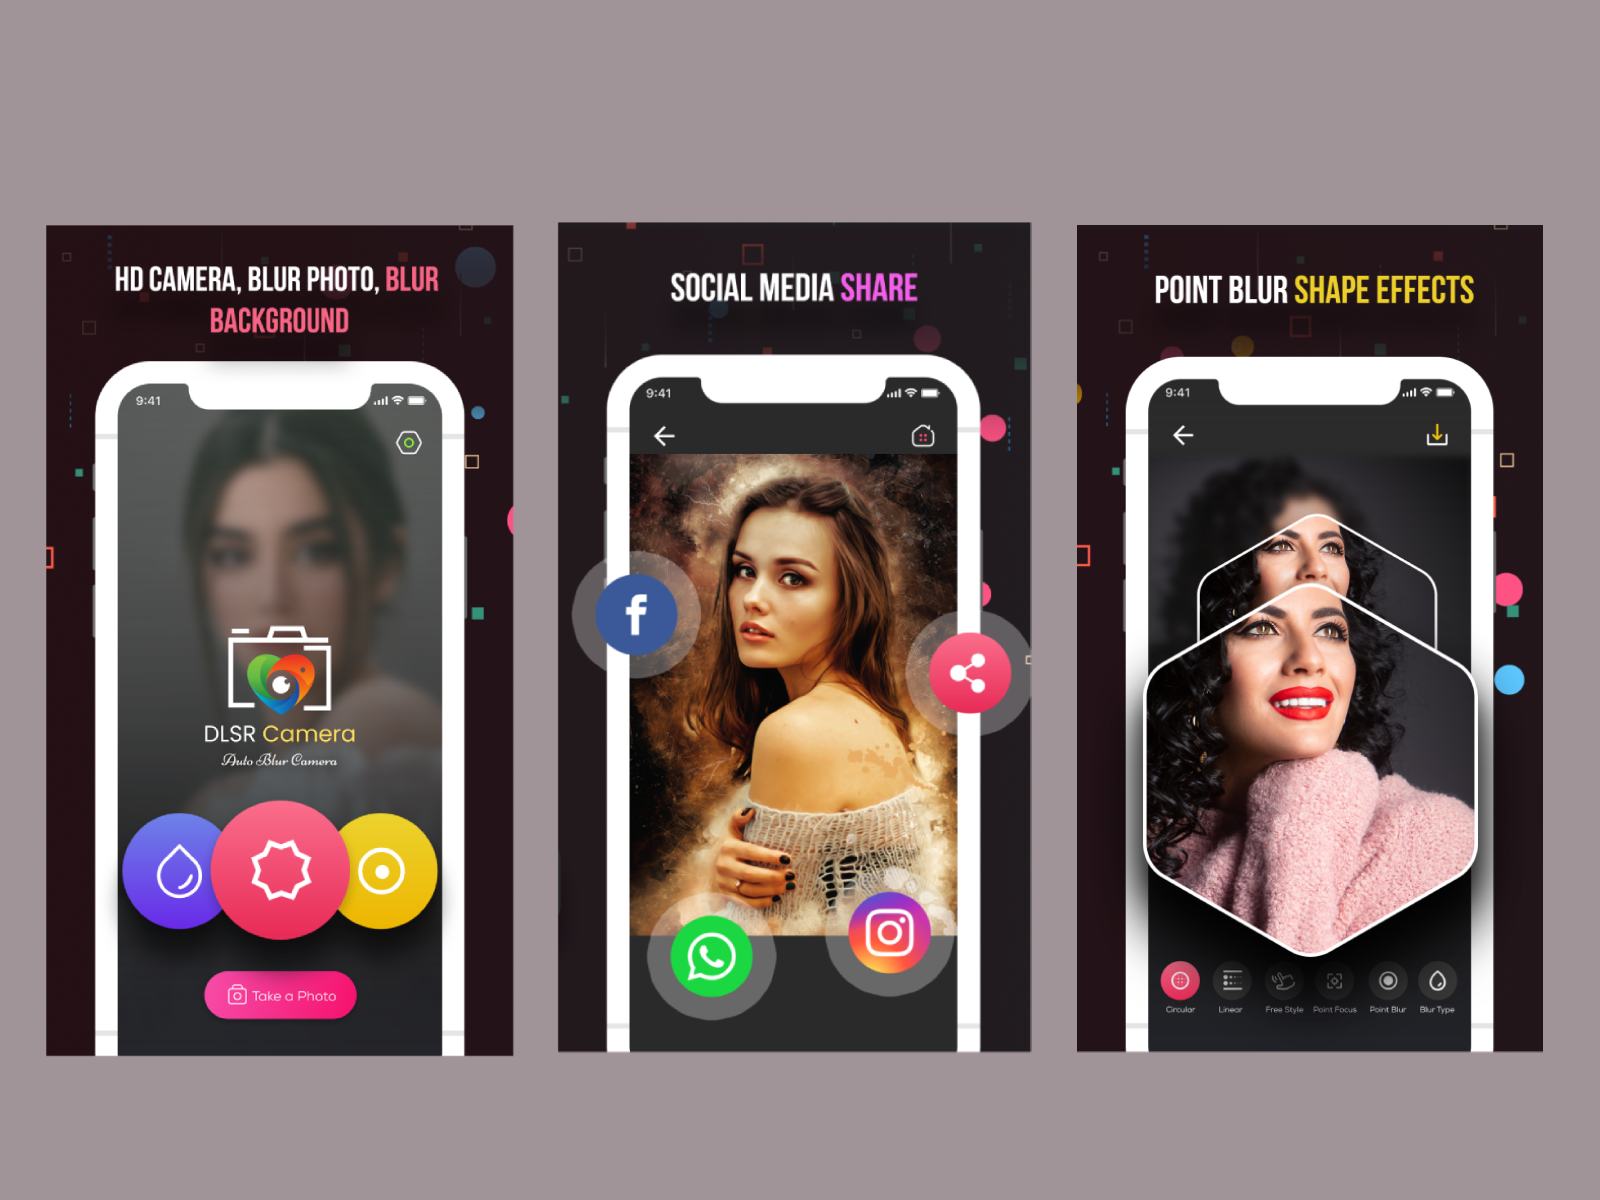 HD CAMERA, BLUR PHOTO, BLUR
BACKGROUND
9:41
DLSR Camera
Auto Blur Camera
Take a Photo
SOCIAL MEDIA SHARE
9:41
POINT BLUR SHAPE EFFECTS
9:41
Circular
Linear
Free Style
Point Focus
Point Blur
Blur Type